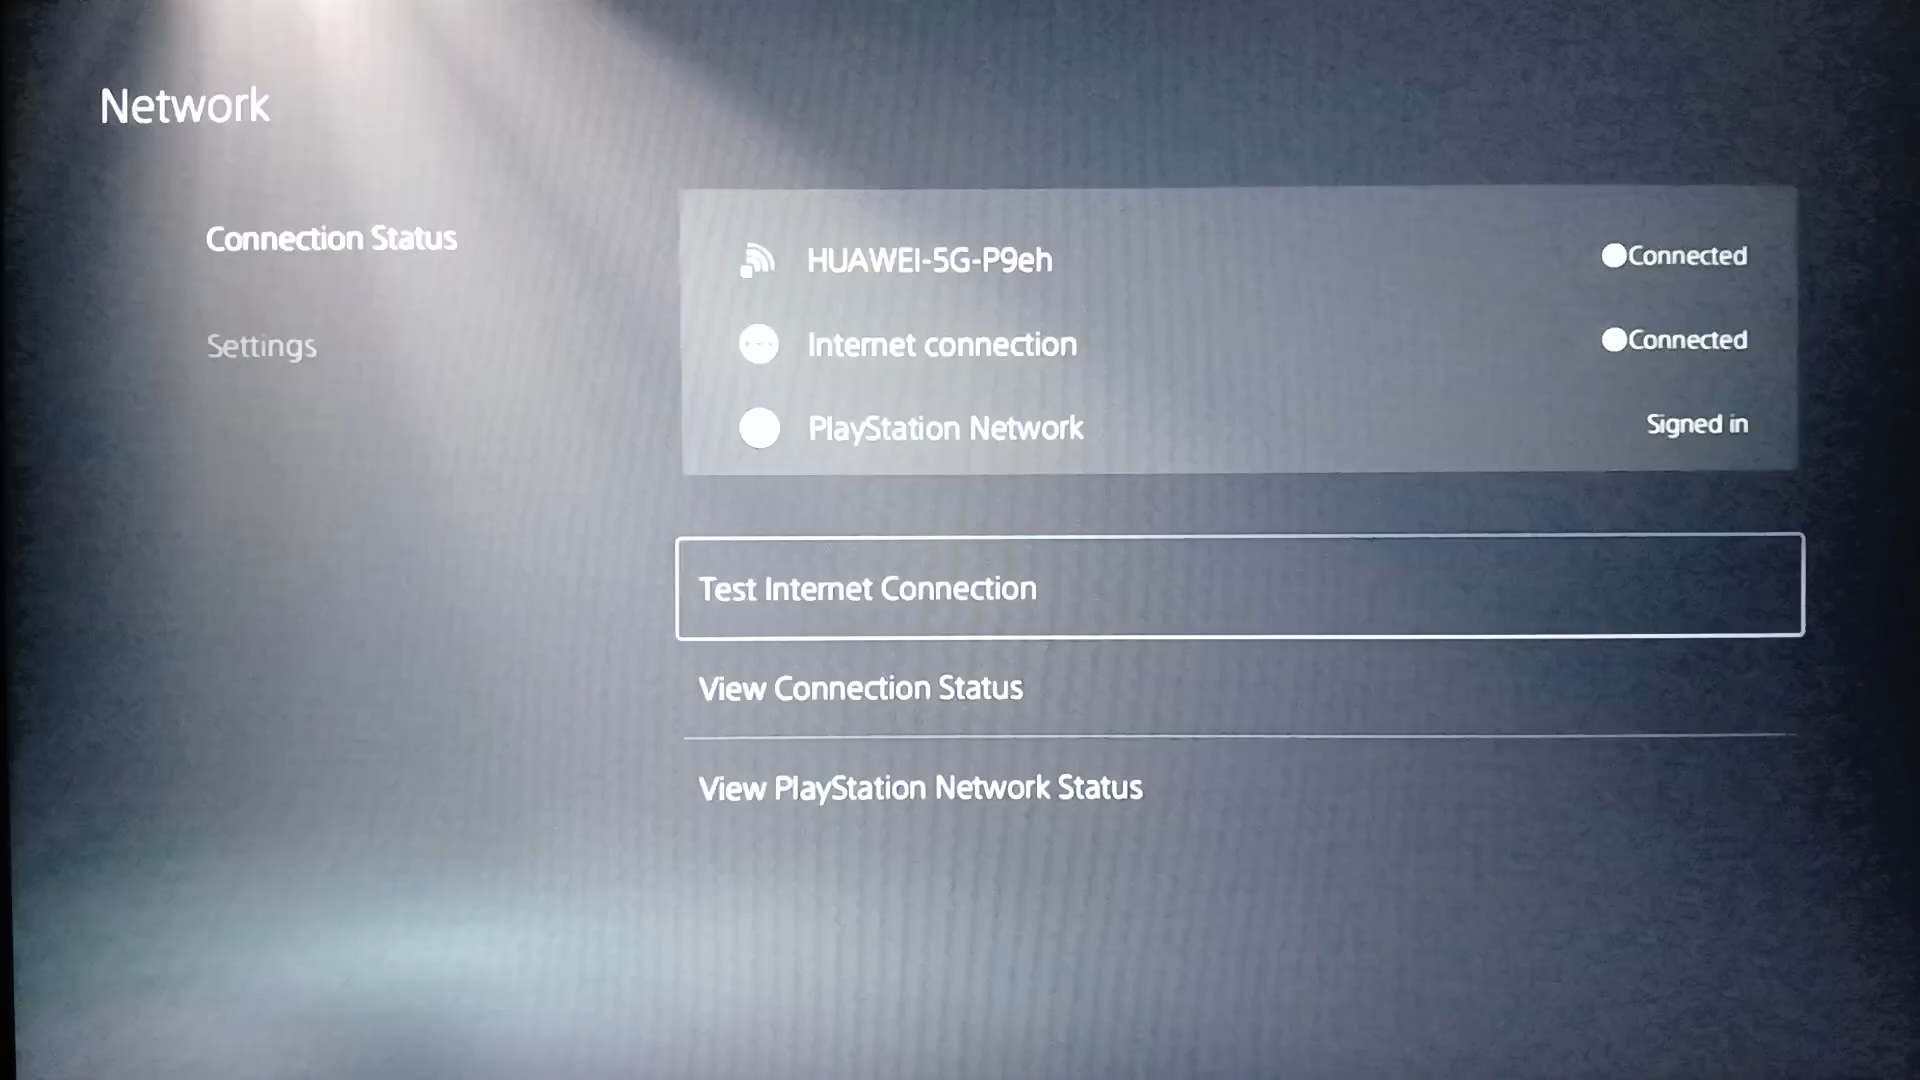 Network
Connection Status
Settings
HUAWEI-5G-P9eh
Connected
Internet connection
Connected
PlayStation Network
Signed in
Test Internet Connection
View Connection Status
View PlayStation Network Status